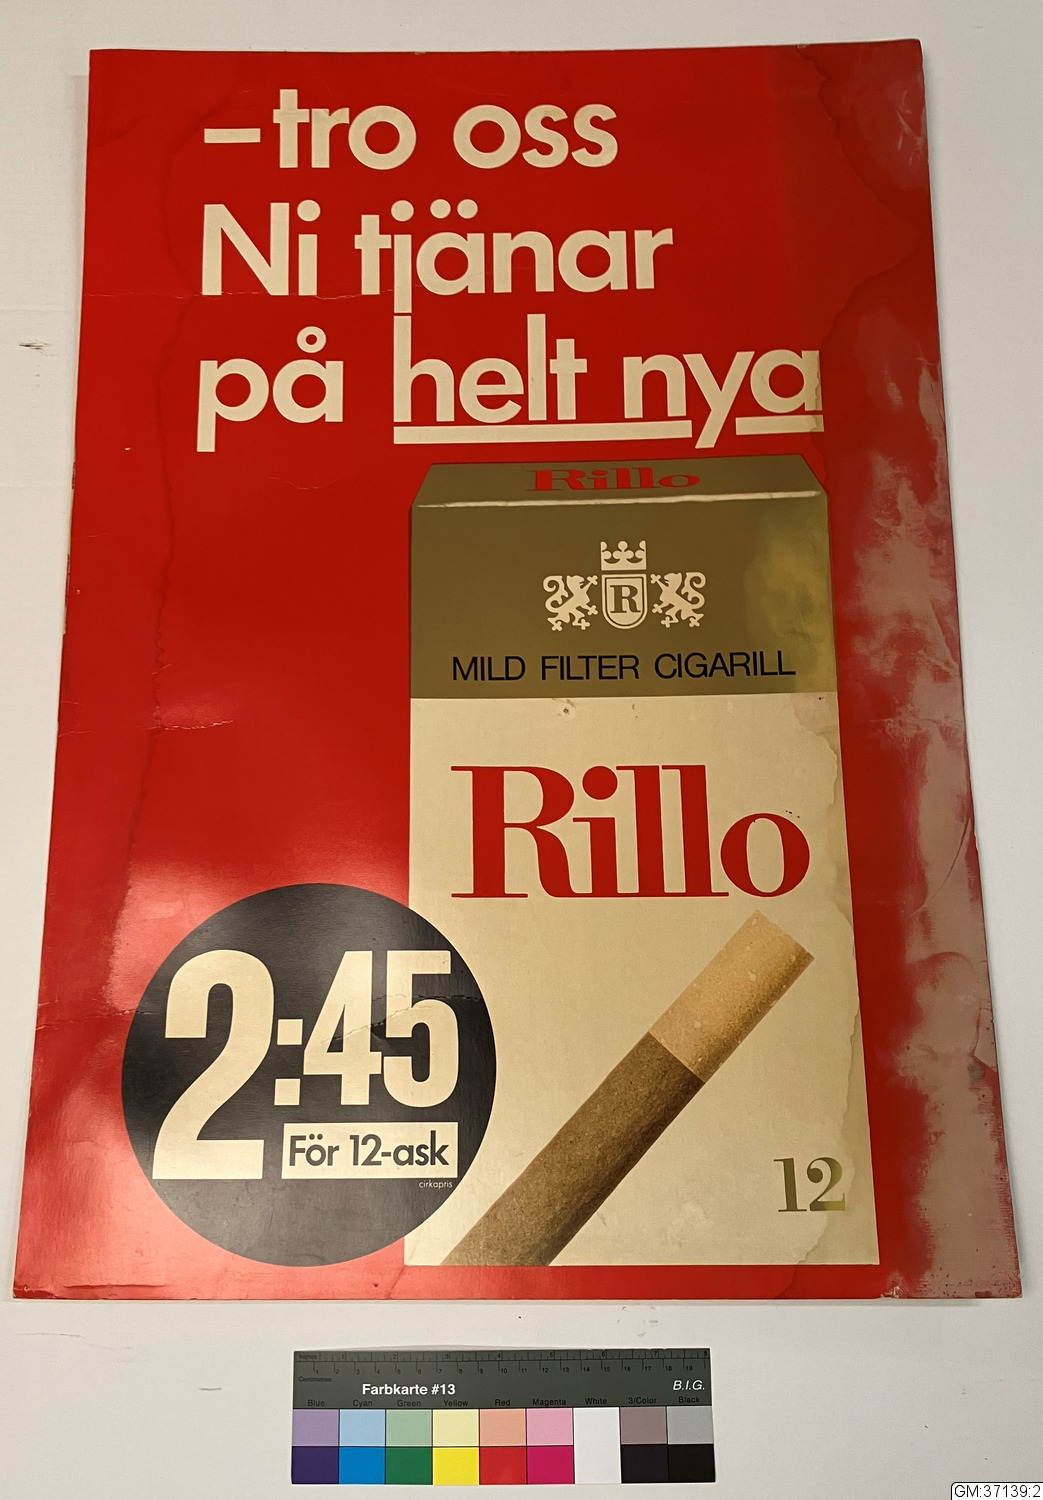 – tro oss
Ni tjänar
på helt nya
Rillo
R
MILD FILTER CIGARILL
Rillo
2:45
För 12-ask
cirkapris
12
Farbkarte #13
B.I.G.
Centimetres
Blue Cyan Green Yellow Red Magenta White 3/Color Black
GM:37139:2